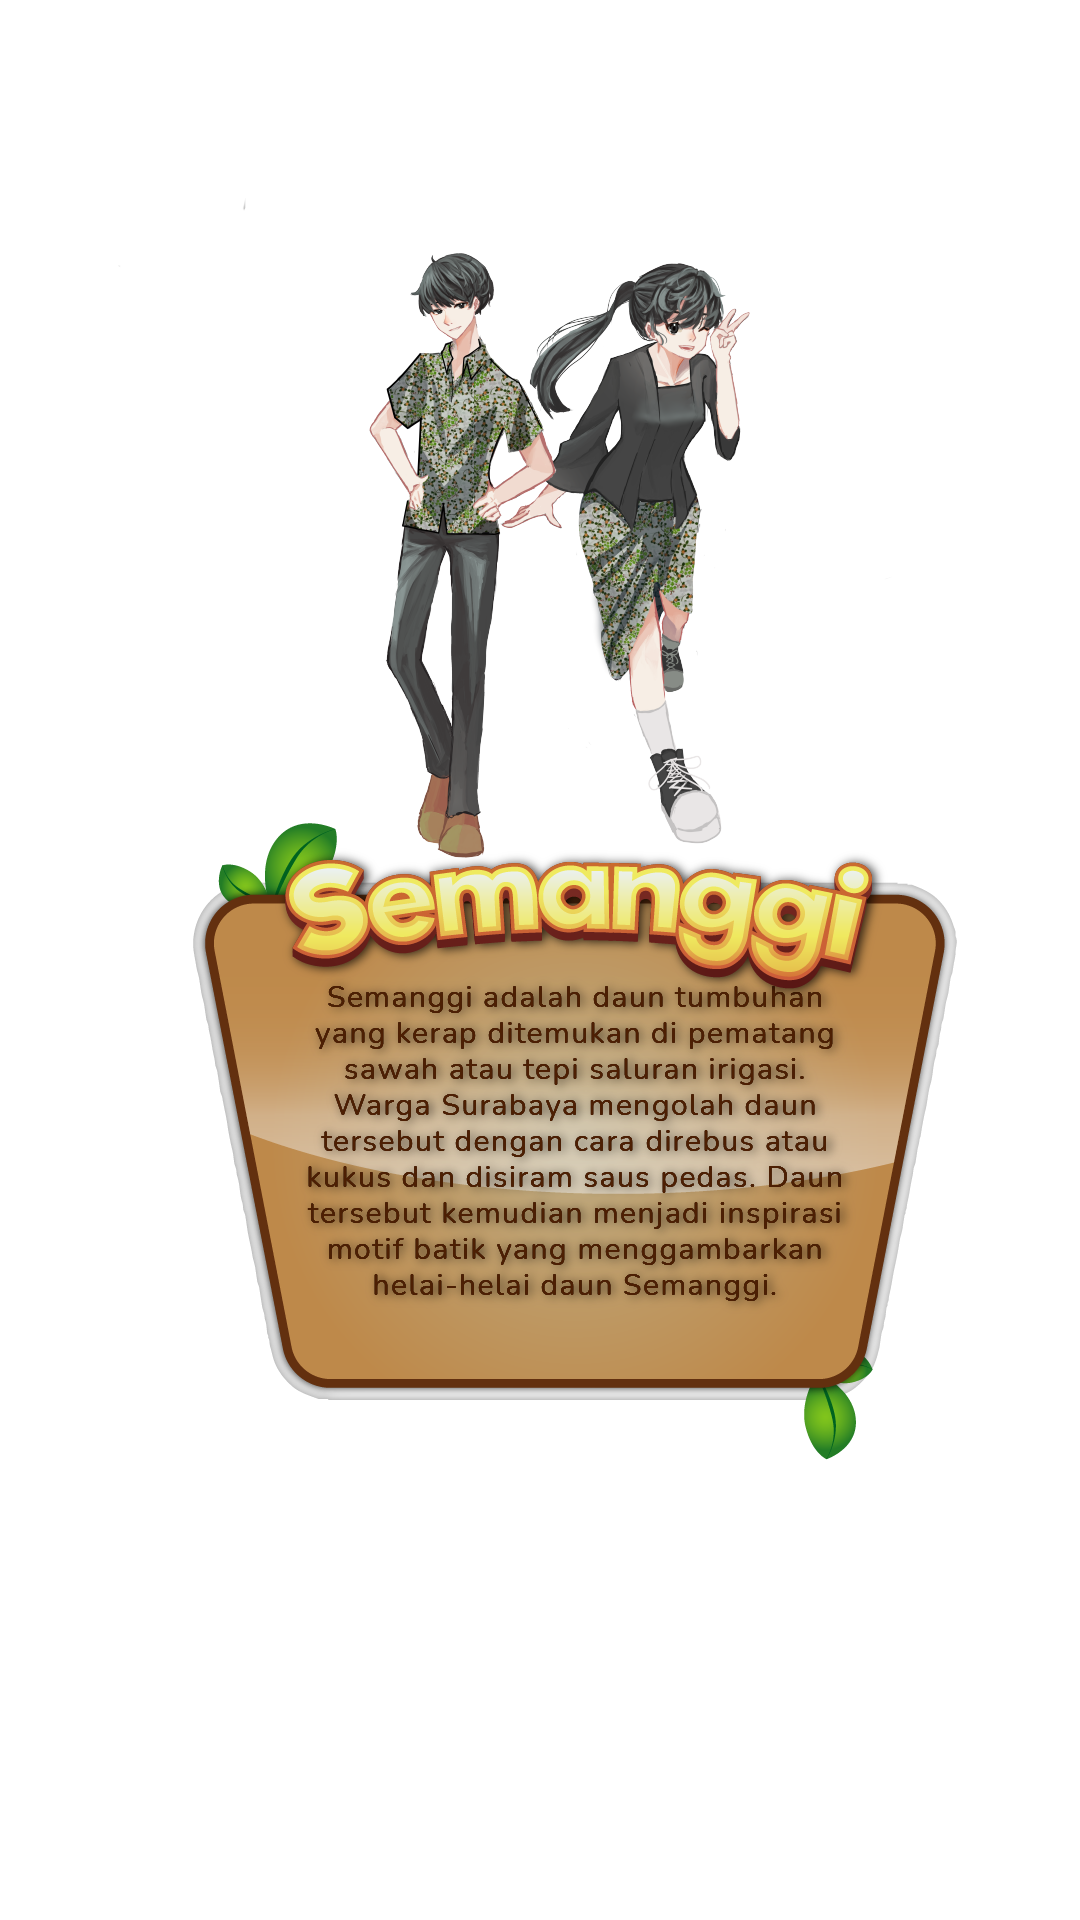 Semanggi
Semanggi adalah daun tumbuhan
yang kerap ditemukan di pematang
sawah atau tepi saluran irigasi.
Warga Surabaya mengolah daun
tersebut dengan cara direbus atau
kukus dan disiram saus pedas. Daun
tersebut kemudian menjadi inspirasi
motif batik yang menggambarkan
helai-helai daun Semanggi.